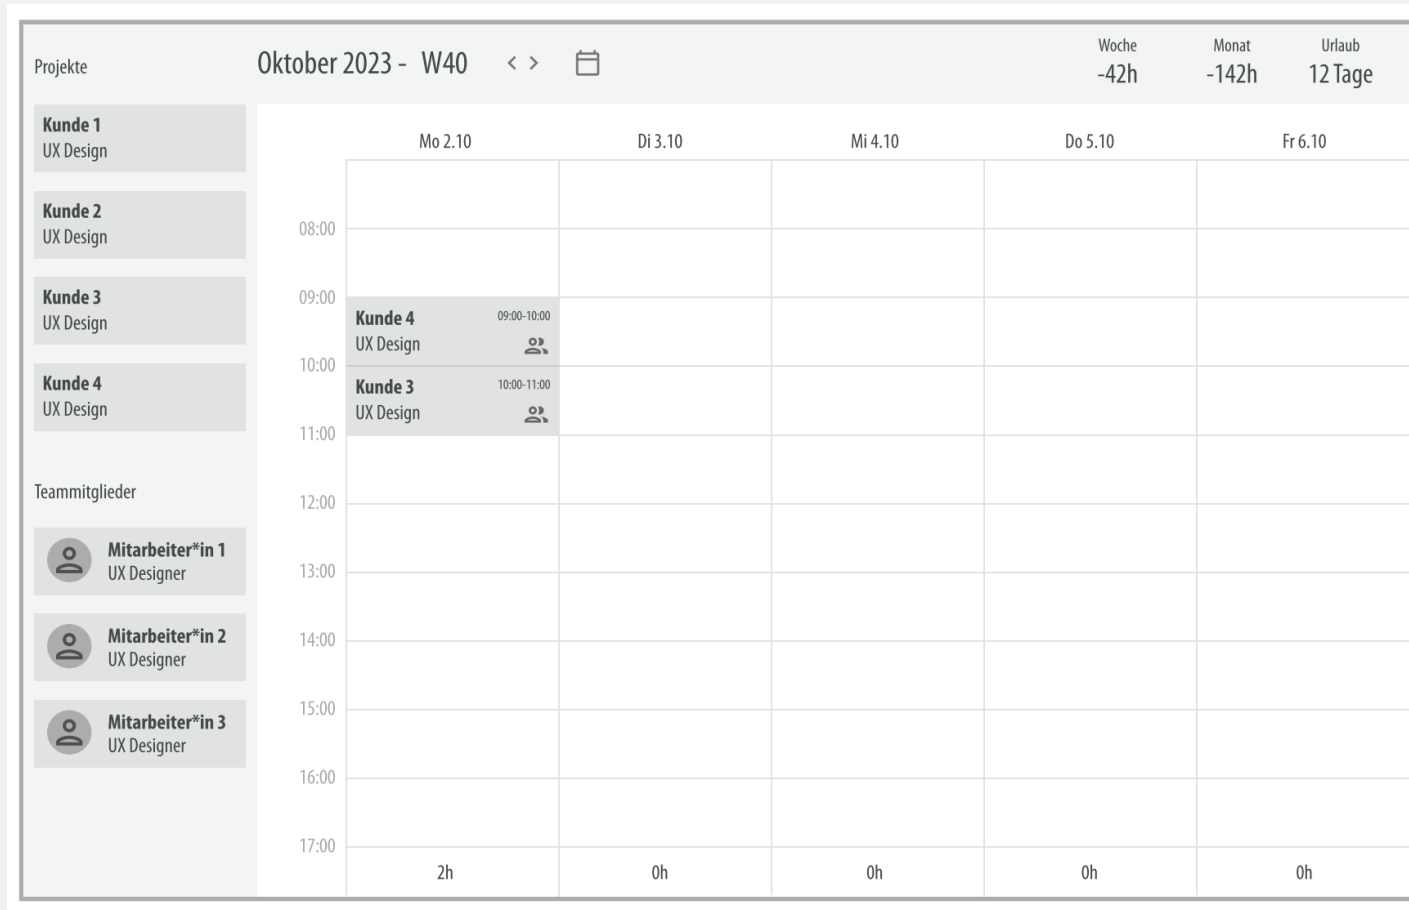 Projekte
Kunde 1
UX Design
Kunde 2
UX Design
Kunde 3
UX Design
Kunde 4
UX Design
Teammitglieder
Mitarbeiter*in 1
UX Designer
Mitarbeiter*in 2
UX Designer
Mitarbeiter*in 3
UX Designer
Oktober 2023 - W40 < >
Woche Monat Urlaub
-42h -142h 12 Tage
Mo 2.10 Di 3.10 Mi 4.10 Do 5.10 Fr 6.10
08:00
09:00
Kunde 4 09:00-10:00
UX Design
10:00
Kunde 3 10:00-11:00
UX Design
11:00
12:00
13:00
14:00
15:00
16:00
17:00
2h 0h 0h 0h 0h